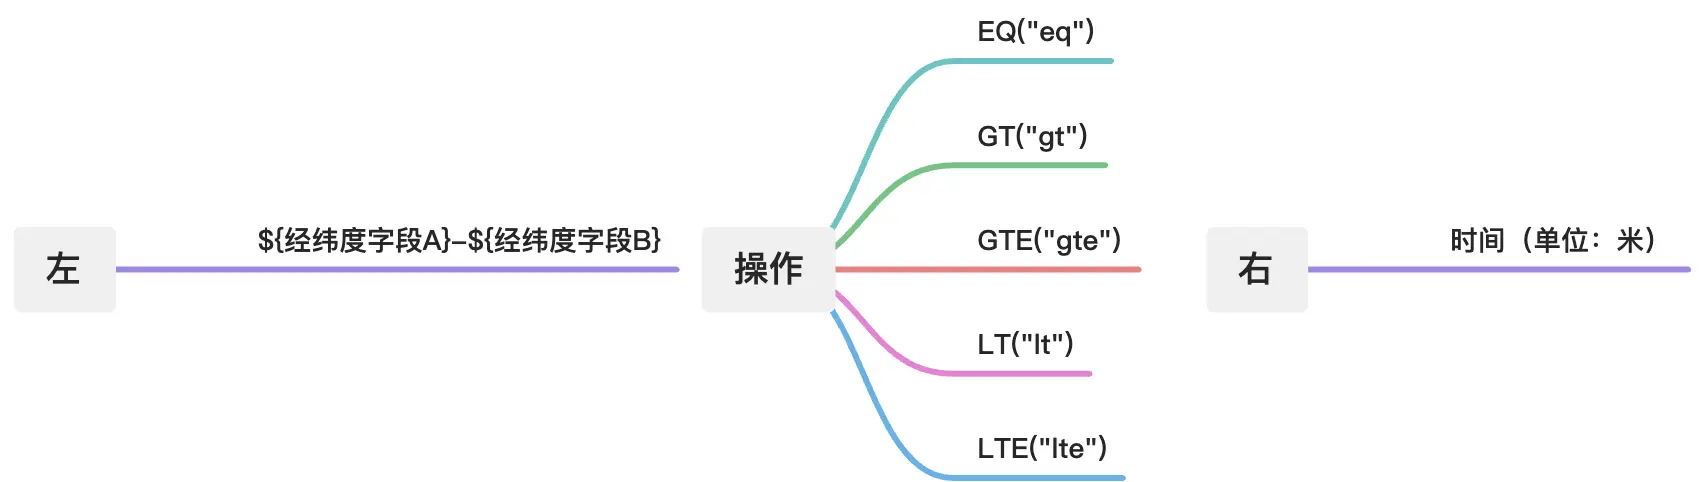 左
${经纬度字段A}-${经纬度字段B}
操作
EQ("eq")
GT("gt")
GTE("gte")
LT("lt")
LTE("lte")
右
时间（单位：米）